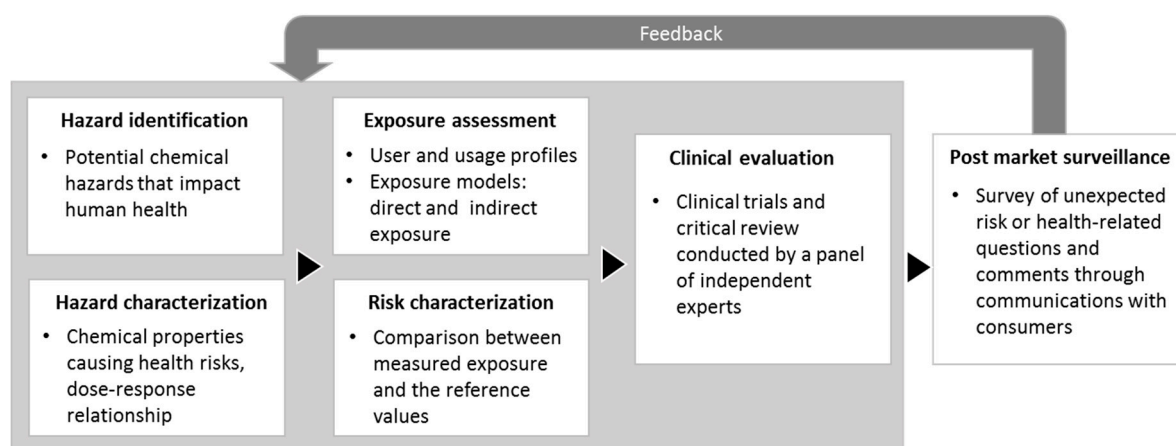 Feedback
Hazard identification
• Potential chemical
hazards that impact
human health
Hazard characterization
• Chemical properties
causing health risks,
dose-response
relationship
Exposure assessment
• User and usage profiles
• Exposure models:
direct and indirect
exposure
Risk characterization
• Comparison between
measured exposure
and the reference
values
Clinical evaluation
• Clinical trials and
critical review
conducted by a panel
of independent
experts
Post market surveillance
• Survey of unexpected
risk or health-related
questions and
comments through
communications with
consumers